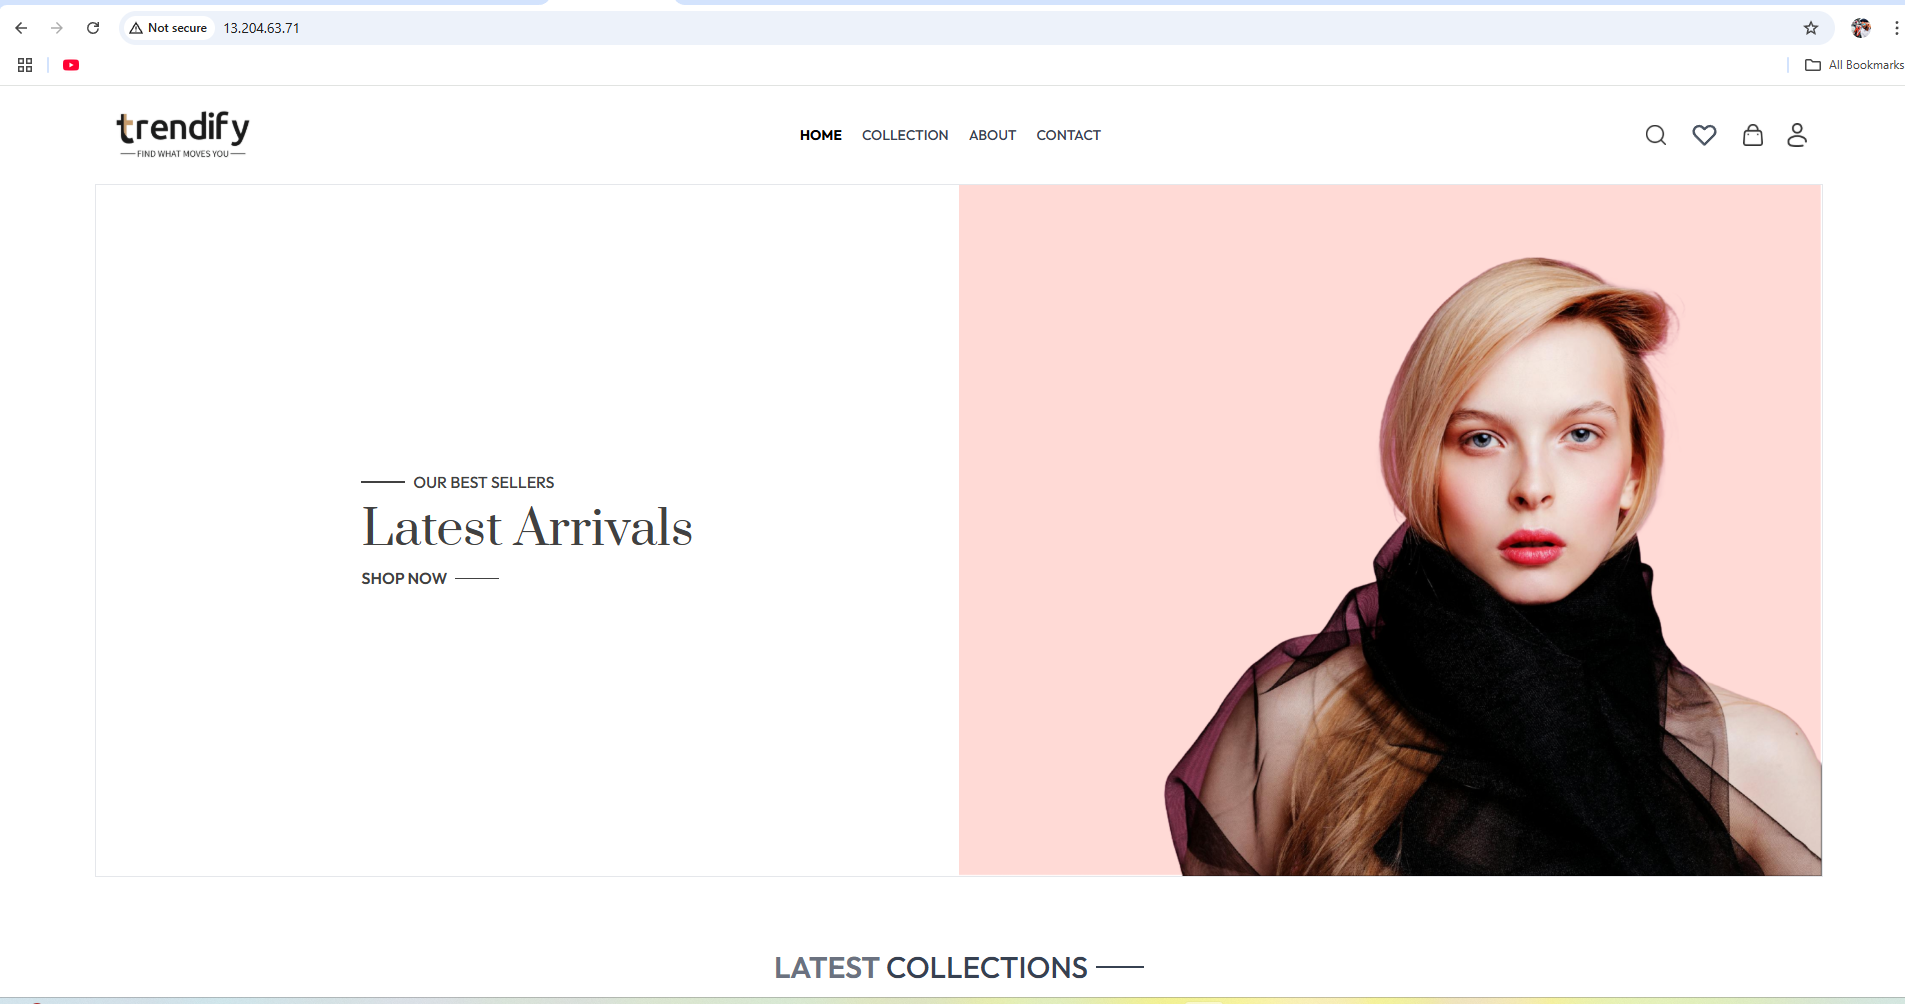 Not secure 13.204.63.71
All Bookmarks
trendify
FIND WHAT MOVES YOU
HOME COLLECTION ABOUT CONTACT
OUR BEST SELLERS
Latest Arrivals
SHOP NOW
LATEST COLLECTIONS